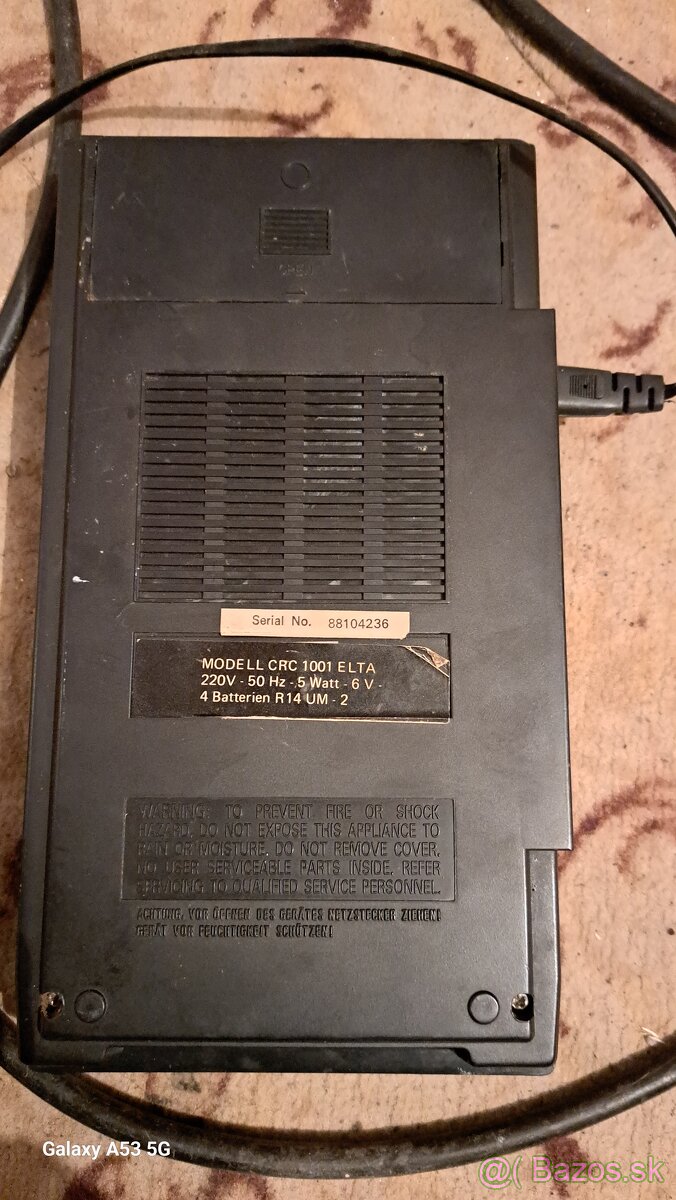 OPEN
Serial No. 88104236
MODELL CRC 1001 ELTA
220V - 50 Hz - 5 Watt - 6 V -
4 Batterien R14 UM - 2
WARNING: TO PREVENT FIRE OR SHOCK
HAZARD, DO NOT EXPOSE THIS APPLIANCE TO
RAIN OR MOISTURE. DO NOT REMOVE COVER.
NO USER SERVICEABLE PARTS INSIDE. REFER
SERVICING TO QUALIFIED SERVICE PERSONNEL.
ACHTUNG, VOR ÖFFNEN DES GERÄTES NETZSTECKER ZIEHEN!
GERÄT VOR FEUCHTIGKEIT SCHÜTZEN!
Galaxy A53 5G
@( Bazos.sk